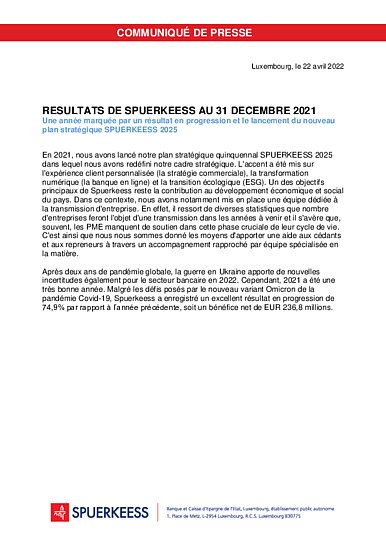 COMMUNIQUÉ DE PRESSE
Luxembourg, le 22 avril 2022
RESULTATS DE SPUERKEESS AU 31 DECEMBRE 2021
Une année marquée par un résultat en progression et le lancement du nouveau
plan stratégique SPUERKEESS 2025
En 2021, nous avons lancé notre plan stratégique quinquennal SPUERKEESS 2025
dans lequel nous avons redéfini notre cadre stratégique. L'accent a été mis sur
l'expérience client personnalisée (la stratégie commerciale), la transformation
numérique (la banque en ligne) et la transition écologique (ESG). Un des objectifs
principaux de Spuerkeess reste la contribution au développement économique et social
du pays. Dans ce contexte, nous avons notamment mis en place une équipe dédiée à
la transmission d'entreprise. En effet, il ressort de diverses statistiques que nombre
d'entreprises feront l'objet d'une transmission dans les années à venir et il s'avère que,
souvent, les PME manquent de soutien dans cette phase cruciale de leur cycle de vie.
C'est ainsi que nous nous sommes donné les moyens d'apporter une aide aux cédants
et aux repreneurs à travers un accompagnement rapproché par équipe spécialisée en
la matière.
Après deux ans de pandémie globale, la guerre en Ukraine apporte de nouvelles
incertitudes également pour le secteur bancaire en 2022. Cependant, 2021 a été une
très bonne année. Malgré les défis posés par le nouveau variant Omicron de la
pandémie Covid-19, Spuerkeess a enregistré un excellent résultat en progression de
74,9% par rapport à l'année précédente, soit un bénéfice net de EUR 236,8 millions.
SPUERKEESS
Banque et Caisse d'Epargne de l'Etat, Luxembourg, établissement public autonome
1, Place de Metz, L-2954 Luxembourg, R.C.S. Luxembourg B30775